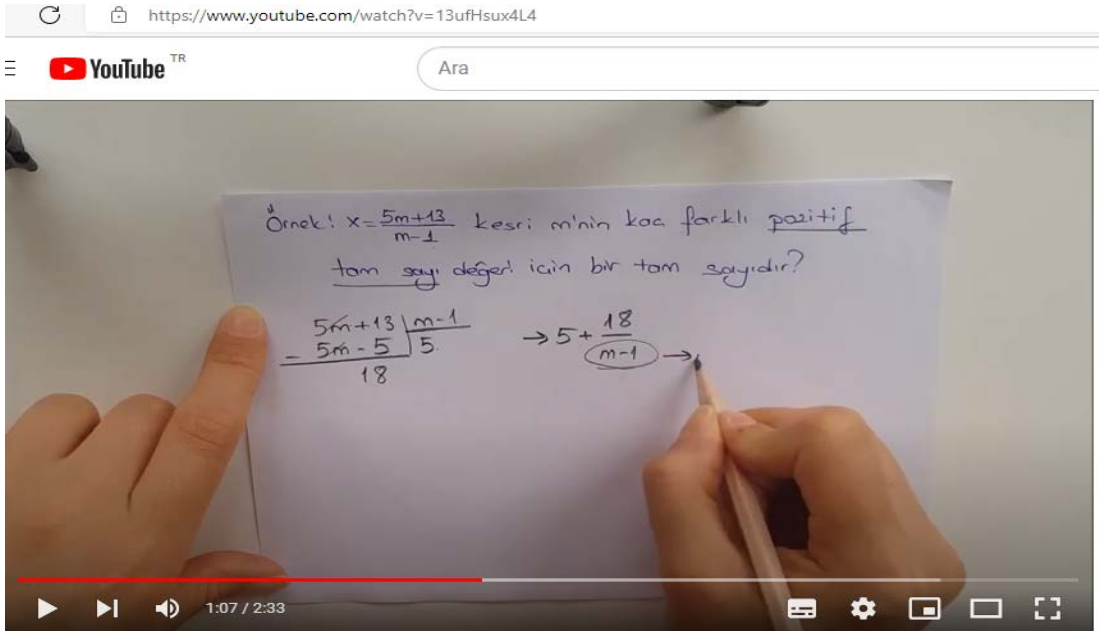 https://www.youtube.com/watch?v=13ufHsux4L4
YouTube TR
Ara
Örnek: x=5m+13/m-1 kesri m'nin kaç farklı pozitif
tam sayı değeri için bir tam sayıdır?
5m+13 | m-1
- 5m-5 | 5
18
→ 5 + 18/m-1 →
1:07 / 2:33